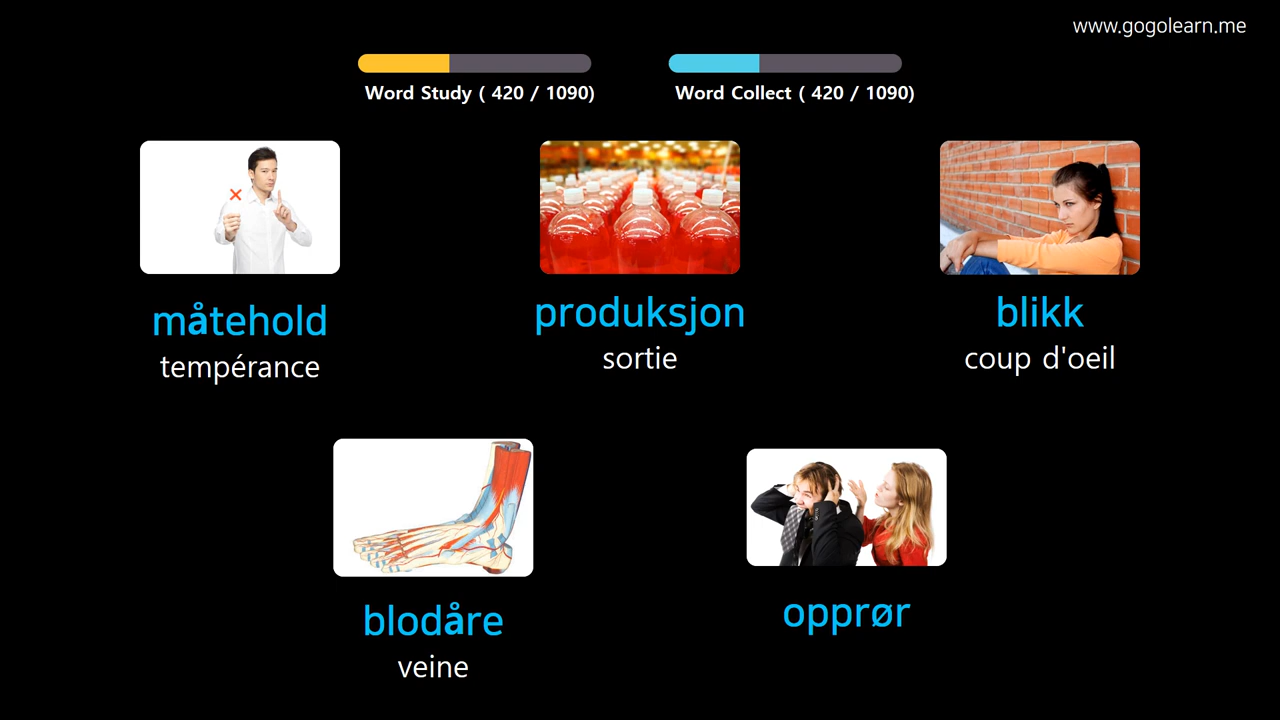 www.gogolearn.me
Word Study ( 420 / 1090)
Word Collect ( 420 / 1090)
måtehold
tempérance
produksjon
sortie
blikk
coup d'oeil
blodåre
veine
opprør